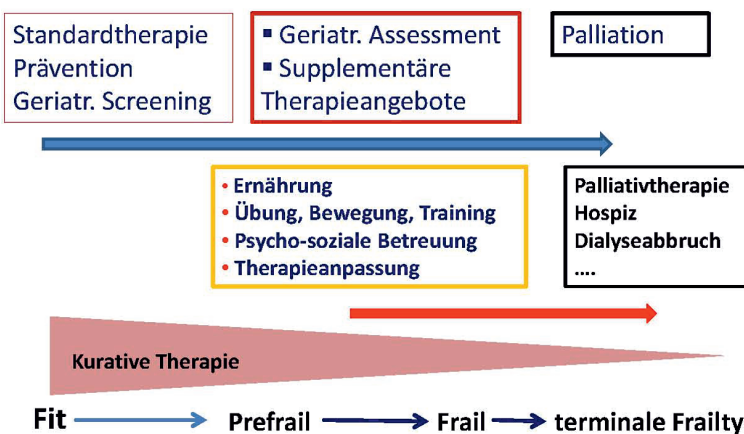 Standardtherapie
Prävention
Geriatr. Screening
▪ Geriatr. Assessment
▪ Supplementäre
Therapieangebote
Palliation
• Ernährung
• Übung, Bewegung, Training
• Psycho-soziale Betreuung
• Therapieanpassung
Palliativtherapie
Hospiz
Dialyseabbruch
....
Kurative Therapie
Fit Prefrail Frail terminale Frailty